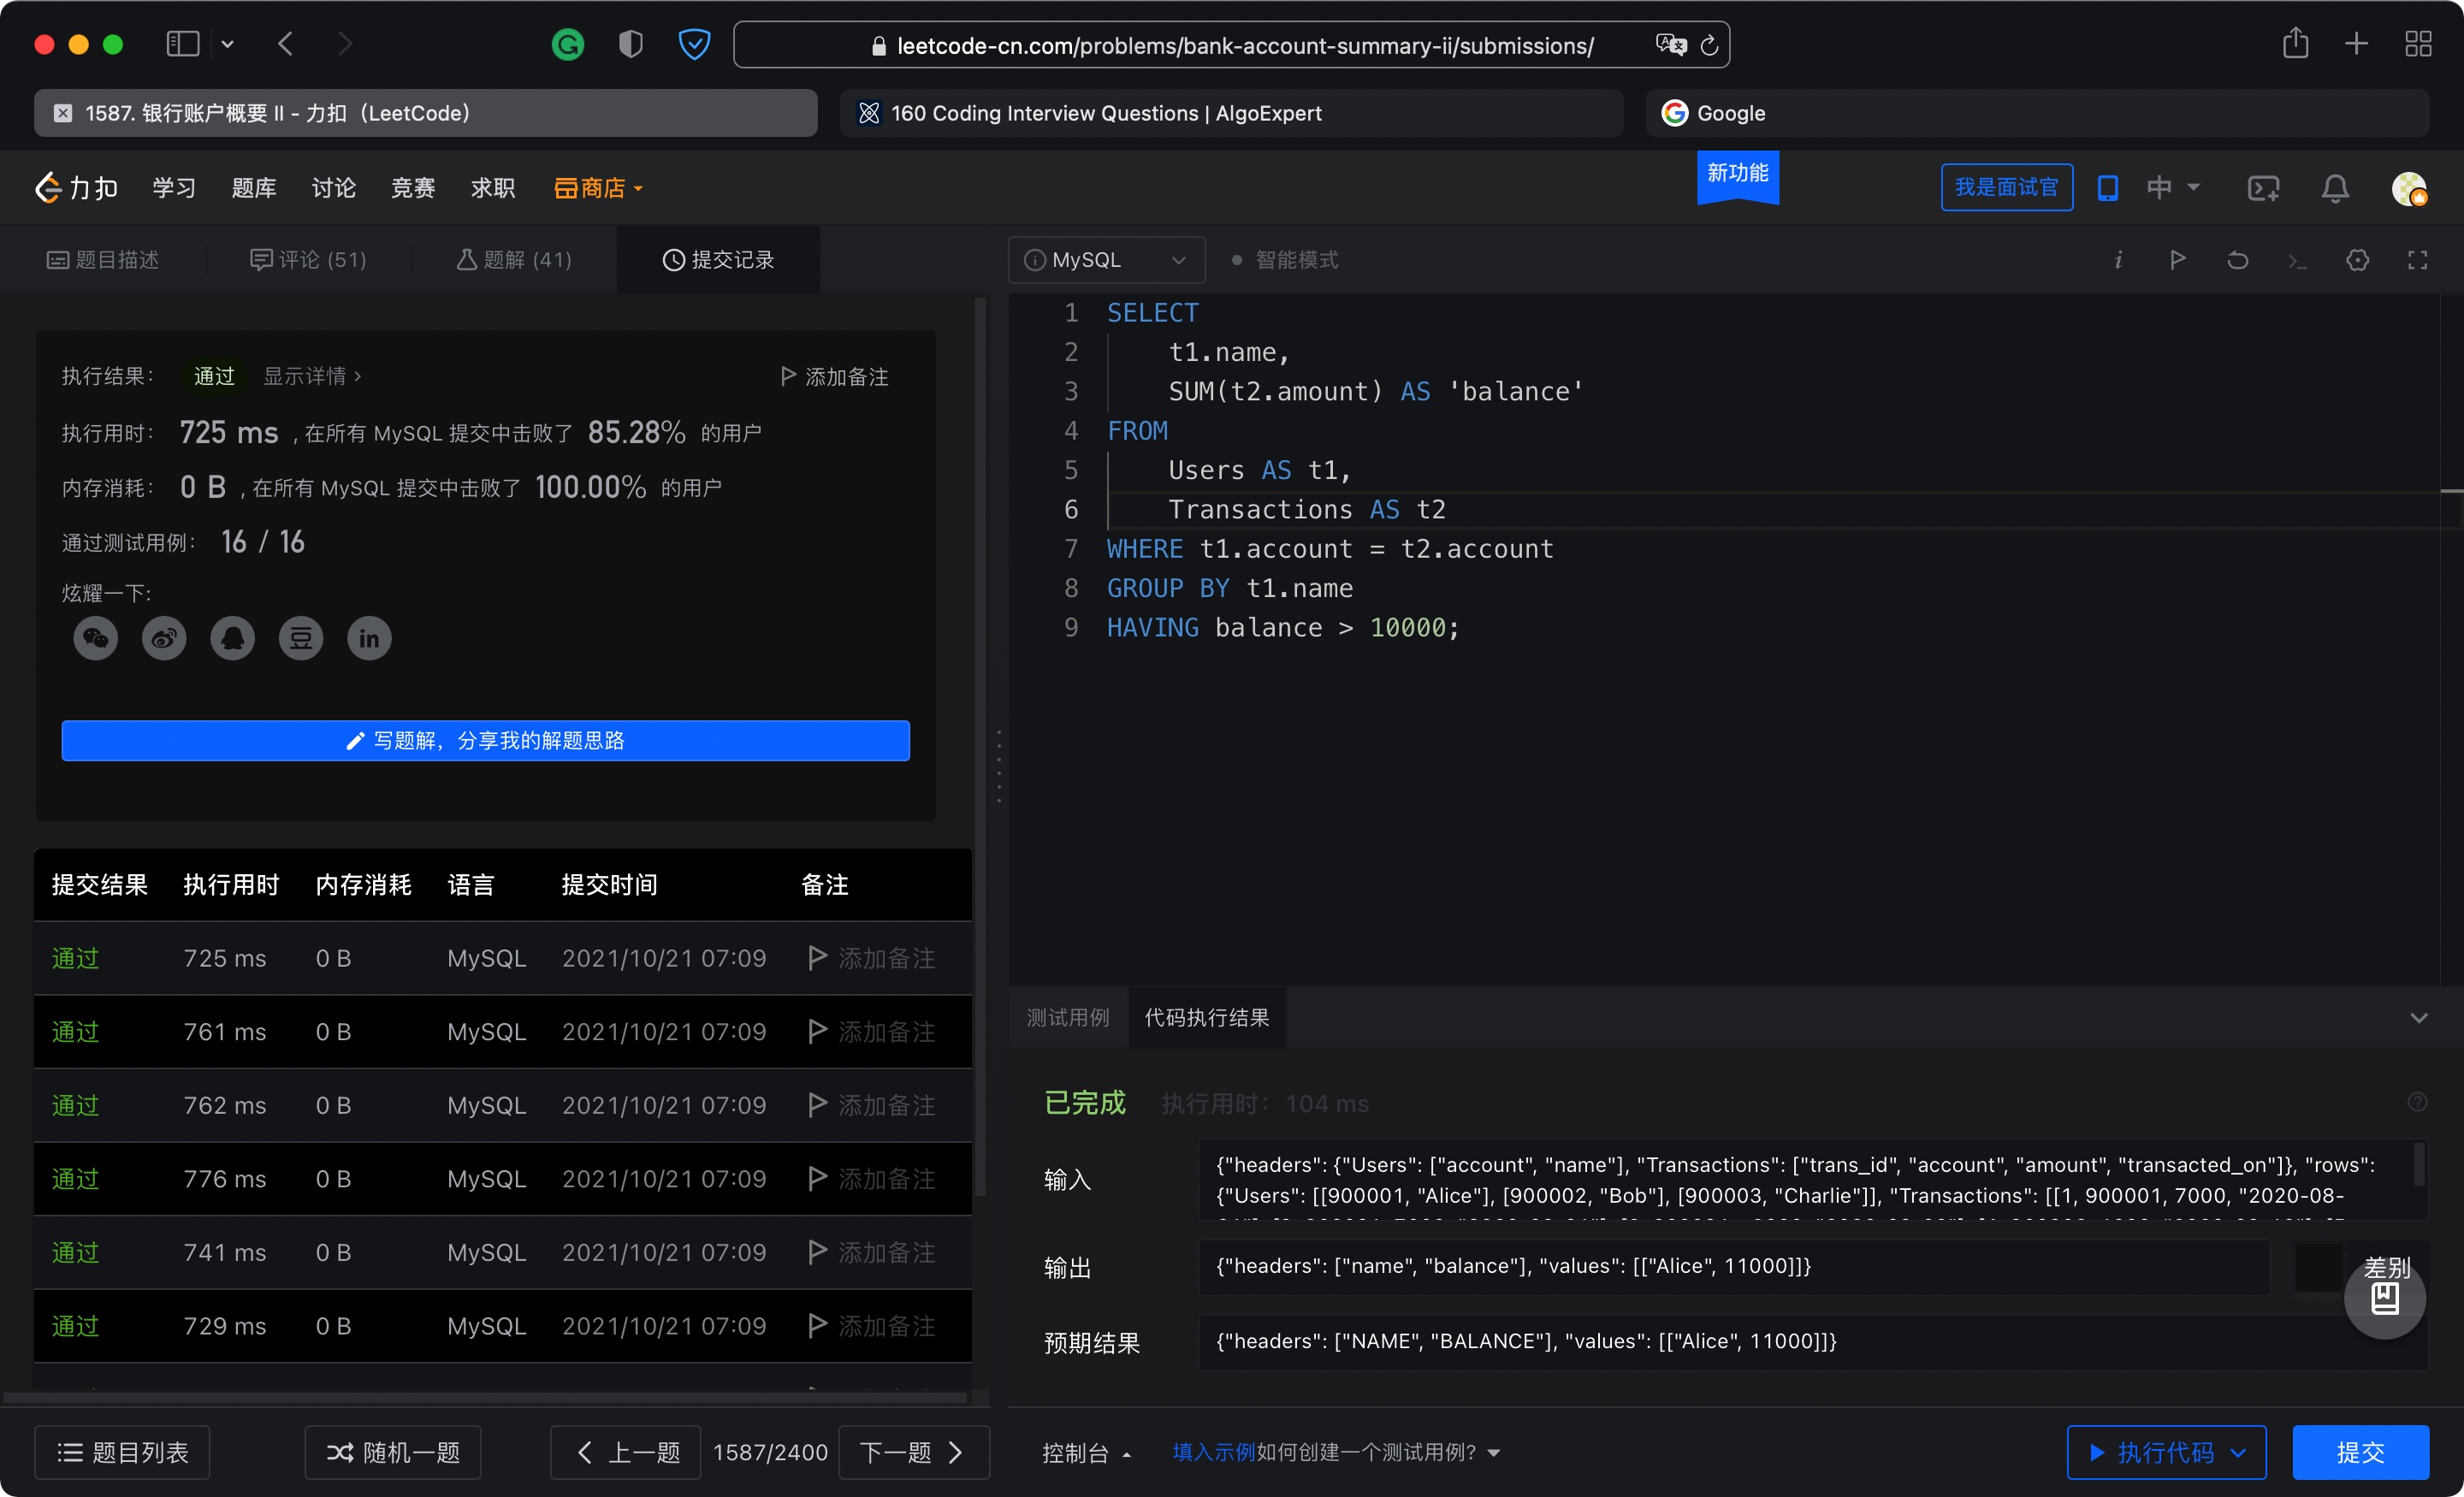 leetcode-cn.com/problems/bank-account-summary-ii/submissions/
1587. 银行账户概要 II - 力扣（LeetCode）
160 Coding Interview Questions | AlgoExpert
Google
力扣 学习 题库 讨论 竞赛 求职 商店
新功能
我是面试官
中
题目描述
评论 (51)
题解 (41)
提交记录
执行结果： 通过 显示详情 › 添加备注
执行用时： 725 ms , 在所有 MySQL 提交中击败了 85.28% 的用户
内存消耗： 0 B , 在所有 MySQL 提交中击败了 100.00% 的用户
通过测试用例： 16 / 16
炫耀一下:
豆 in
写题解，分享我的解题思路
提交结果 执行用时 内存消耗 语言 提交时间 备注
通过 725 ms 0 B MySQL 2021/10/21 07:09 添加备注
通过 761 ms 0 B MySQL 2021/10/21 07:09 添加备注
通过 762 ms 0 B MySQL 2021/10/21 07:09 添加备注
通过 776 ms 0 B MySQL 2021/10/21 07:09 添加备注
通过 741 ms 0 B MySQL 2021/10/21 07:09 添加备注
通过 729 ms 0 B MySQL 2021/10/21 07:09 添加备注
题目列表 随机一题 上一题 1587/2400 下一题
MySQL 智能模式
1 SELECT
2 t1.name,
3 SUM(t2.amount) AS 'balance'
4 FROM
5 Users AS t1,
6 Transactions AS t2
7 WHERE t1.account = t2.account
8 GROUP BY t1.name
9 HAVING balance > 10000;
测试用例 代码执行结果
已完成 执行用时： 104 ms
输入
{"headers": {"Users": ["account", "name"], "Transactions": ["trans_id", "account", "amount", "transacted_on"]}, "rows":
{"Users": [[900001, "Alice"], [900002, "Bob"], [900003, "Charlie"]], "Transactions": [[1, 900001, 7000, "2020-08-
输出
{"headers": ["name", "balance"], "values": [["Alice", 11000]]}
差别
预期结果
{"headers": ["NAME", "BALANCE"], "values": [["Alice", 11000]]}
控制台 填入示例如何创建一个测试用例? 执行代码 提交